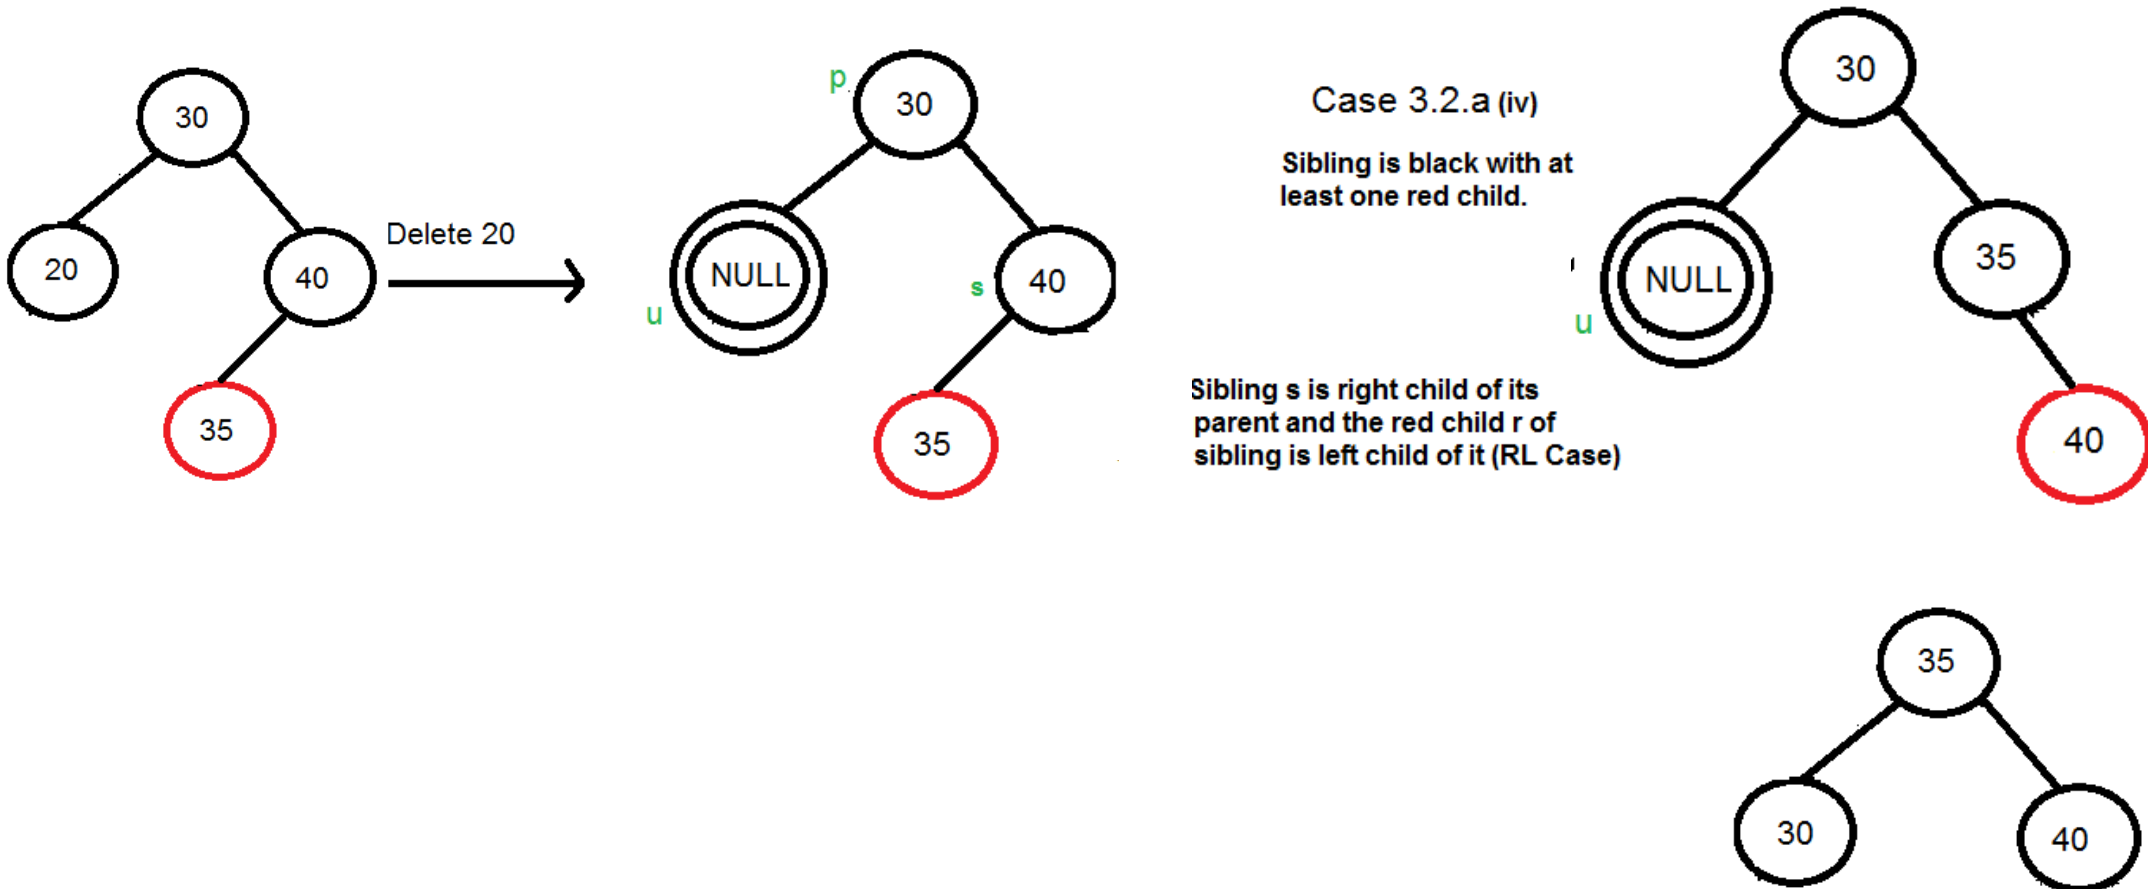 30
20
40
35
Delete 20
p
30
NULL
u
s
40
35
Case 3.2.a (iv)
Sibling is black with at
least one red child.
Sibling s is right child of its
parent and the red child r of
sibling is left child of it (RL Case)
30
NULL
u
35
40
35
30
40